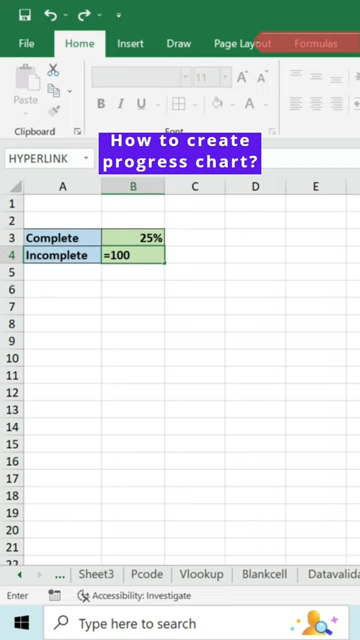 File Home Insert Draw Page Layout Formulas
11 A A
Paste B I U A
Clipboard Font
How to create
progress chart?
HYPERLINK
A B C D E
1
2
3 Complete 25%
4 Incomplete =100
5
6
7
8
9
10
11
12
13
14
15
16
17
18
19
20
21
22
... Sheet3 Pcode Vlookup Blankcell Datavalida
Enter Accessibility: Investigate
Type here to search